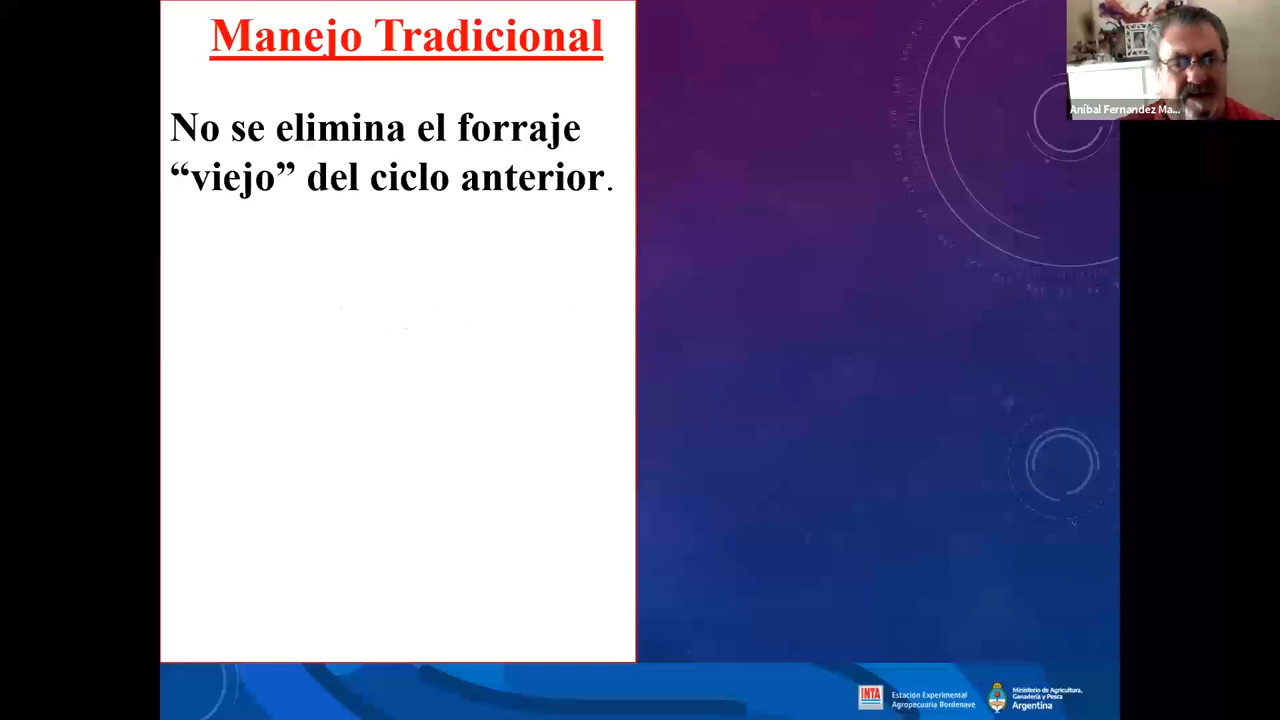 Manejo Tradicional
No se elimina el forraje
“viejo” del ciclo anterior.
Aníbal Fernandez Ma...
INTA
Estación Experimental
Agropecuaria Bordenave
Ministerio de Agricultura,
Ganadería y Pesca
Argentina